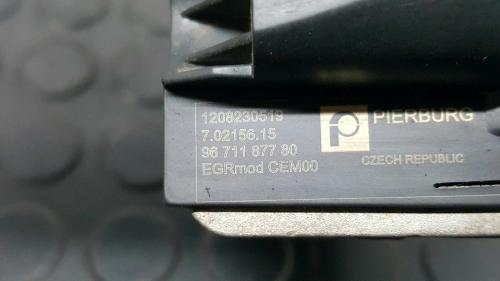 1208230519
7.02156.15
96 711 877 80
EGRmod CEM00
PIERBURG
CZECH REPUBLIC